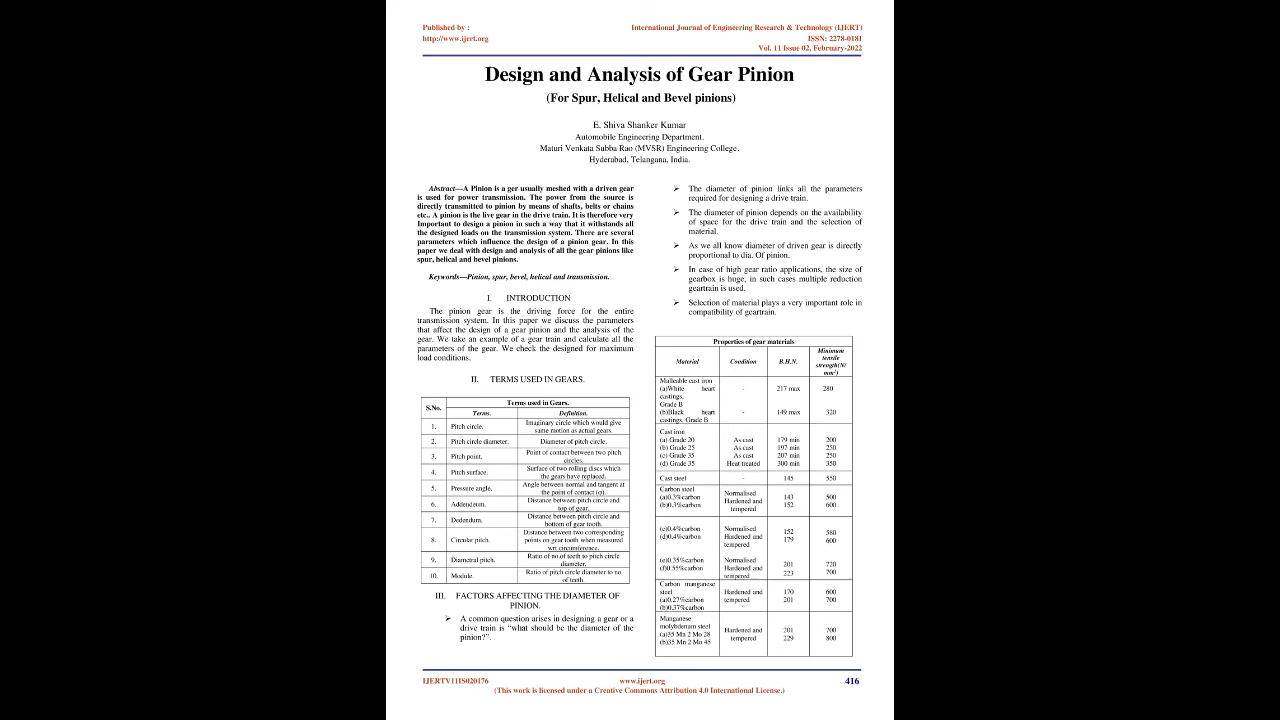 Published by :
International Journal of Engineering Research & Technology (IJERT)
http://www.ijert.org
ISSN: 2278-0181
Vol. 11 Issue 02, February-2022
Design and Analysis of Gear Pinion
(For Spur, Helical and Bevel pinions)
E. Shiva Shanker Kumar
Automobile Engineering Department.
Maturi Venkata Subba Rao (MVSR) Engineering College.
Hyderabad, Telangana, India.
Abstract—A Pinion is a ger usually meshed with a driven gear
is used for power transmission. The power from the source is
directly transmitted to pinion by means of shafts, belts or chains
etc.. A pinion is the live gear in the drive train. It is therefore very
Important to design a pinion in such a way that it withstands all
the designed loads on the transmission system. There are several
parameters which influence the design of a pinion gear. In this
paper we deal with design and analysis of all the gear pinions like
spur, helical and bevel pinions.
Keywords—Pinion, spur, bevel, helical and transmission.
I. INTRODUCTION
The pinion gear is the driving force for the entire
transmission system. In this paper we discuss the parameters
that affect the design of a gear pinion and the analysis of the
gear. We take an example of a gear train and calculate all the
parameters of the gear. We check the designed for maximum
load conditions.
II. TERMS USED IN GEARS.
S.No. Terms used in Gears.
Terms. Definition.
1. Pitch circle. Imaginary circle which would give
same motion as actual gears.
2. Pitch circle diameter. Diameter of pitch circle.
3. Pitch point. Point of contact between two pitch
circles.
4. Pitch surface. Surface of two rolling discs which
the gears have replaced.
5. Pressure angle. Angle between normal and tangent at
the point of contact (φ).
6. Addendeum. Distance between pitch circle and
top of gear.
7. Dedendum. Distance between pitch circle and
bottom of gear tooth.
8. Circular pitch. Distance between two corresponding
points on gear tooth when measured
wrt circumference.
9. Diametral pitch. Ratio of no.of teeth to pitch circle
diameter.
10. Module. Ratio of pitch circle diameter to no
of teeth.
III. FACTORS AFFECTING THE DIAMETER OF
PINION.
➢ A common question arises in designing a gear or a
drive train is “what should be the diameter of the
pinion?”.
➢ The diameter of pinion links all the parameters
required for designing a drive train.
➢ The diameter of pinion depends on the availability
of space for the drive train and the selection of
material.
➢ As we all know diameter of driven gear is directly
proportional to dia. Of pinion.
➢ In case of high gear ratio applications, the size of
gearbox is huge, in such cases multiple reduction
geartrain is used.
➢ Selection of material plays a very important role in
compatibility of geartrain.
Properties of gear materials
Material Condition B.H.N. Minimum
tensile
strength(N/
mm²)
Malleable cast iron
(a)White heart - 217 max 280
castings,
Grade B
(b)Black heart - 149 max 320
castings, Grade B
Cast iron
(a) Grade 20 As cast 179 min 200
(b) Grade 25 As cast 197 min 250
(c) Grade 35 As cast 207 min 250
(d) Grade 35 Heat treated 300 min 350
Cast steel - 145 550
Carbon steel
(a)0.3%carbon Normalised 143 500
(b)0.3%carbon Hardened and 152 600
tempered
(c)0.4%carbon Normalised 152 580
(d)0.4%carbon Hardened and 179 600
tempered
(e)0.35%carbon Normalised 201 720
(f)0.55%carbon Hardened and 223 700
tempered
Carbon manganese
steel Hardened and 170 600
(a)0.27%carbon tempered 201 700
(b)0.37%carbon "
Manganese
molybdenum steel
(a)35 Mn 2 Mo 28 Hardened and 201 700
(b)35 Mn 2 Mo 45 tempered 229 800
IJERTV11IS020176
www.ijert.org
416
(This work is licensed under a Creative Commons Attribution 4.0 International License.)